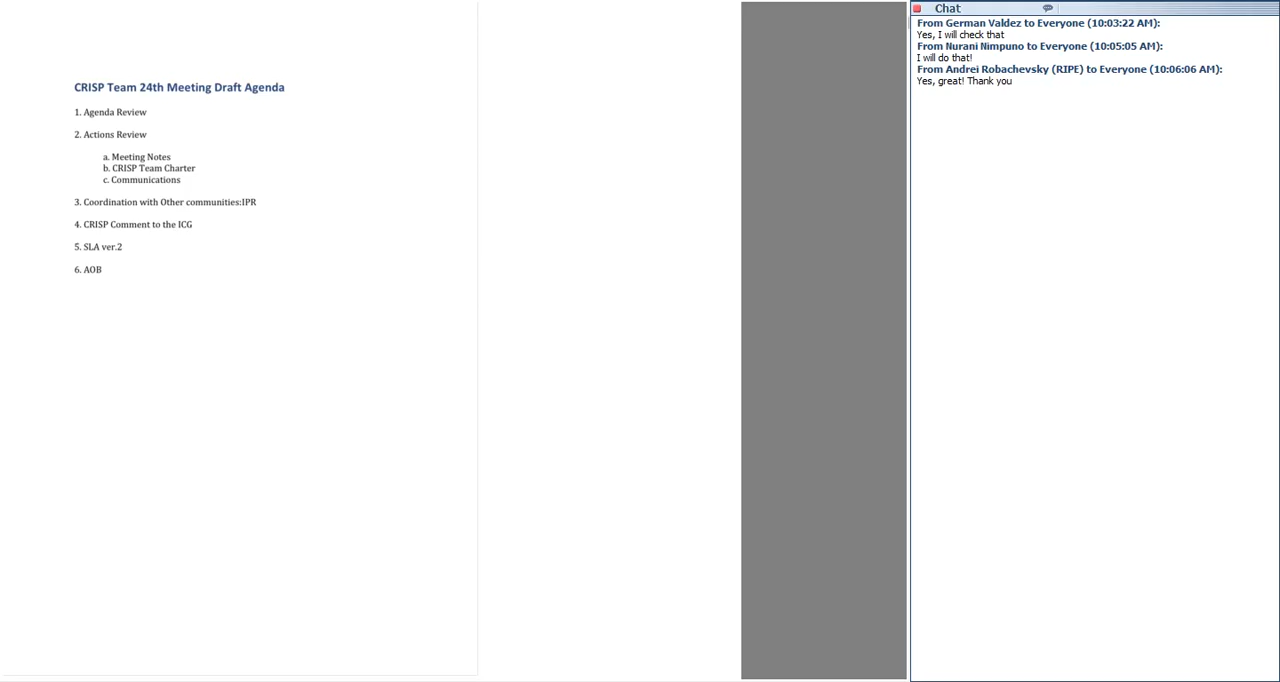 CRISP Team 24th Meeting Draft Agenda
1. Agenda Review
2. Actions Review
a. Meeting Notes
b. CRISP Team Charter
c. Communications
3. Coordination with Other communities:IPR
4. CRISP Comment to the ICG
5. SLA ver.2
6. AOB
Chat
From German Valdez to Everyone (10:03:22 AM):
Yes, I will check that
From Nurani Nimpuno to Everyone (10:05:05 AM):
I will do that!
From Andrei Robachevsky (RIPE) to Everyone (10:06:06 AM):
Yes, great! Thank you